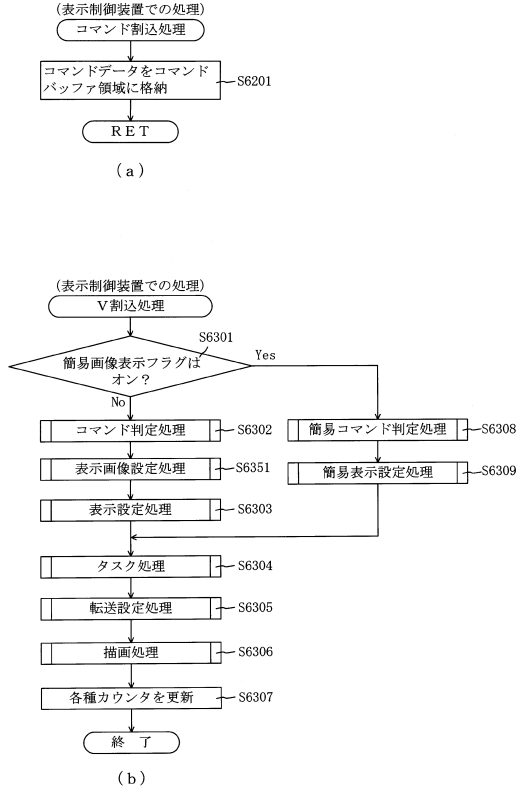 (表示制御装置での処理)
コマンド割込処理
コマンドデータをコマンド
バッファ領域に格納
S6201
RET
(a)
(表示制御装置での処理)
V割込処理
S6301
簡易画像表示フラグは
オン?
Yes
No
コマンド判定処理
S6302
簡易コマンド判定処理
S6308
表示画像設定処理
S6351
簡易表示設定処理
S6309
表示設定処理
S6303
タスク処理
S6304
転送設定処理
S6305
描画処理
S6306
各種カウンタを更新
S6307
終 了
(b)